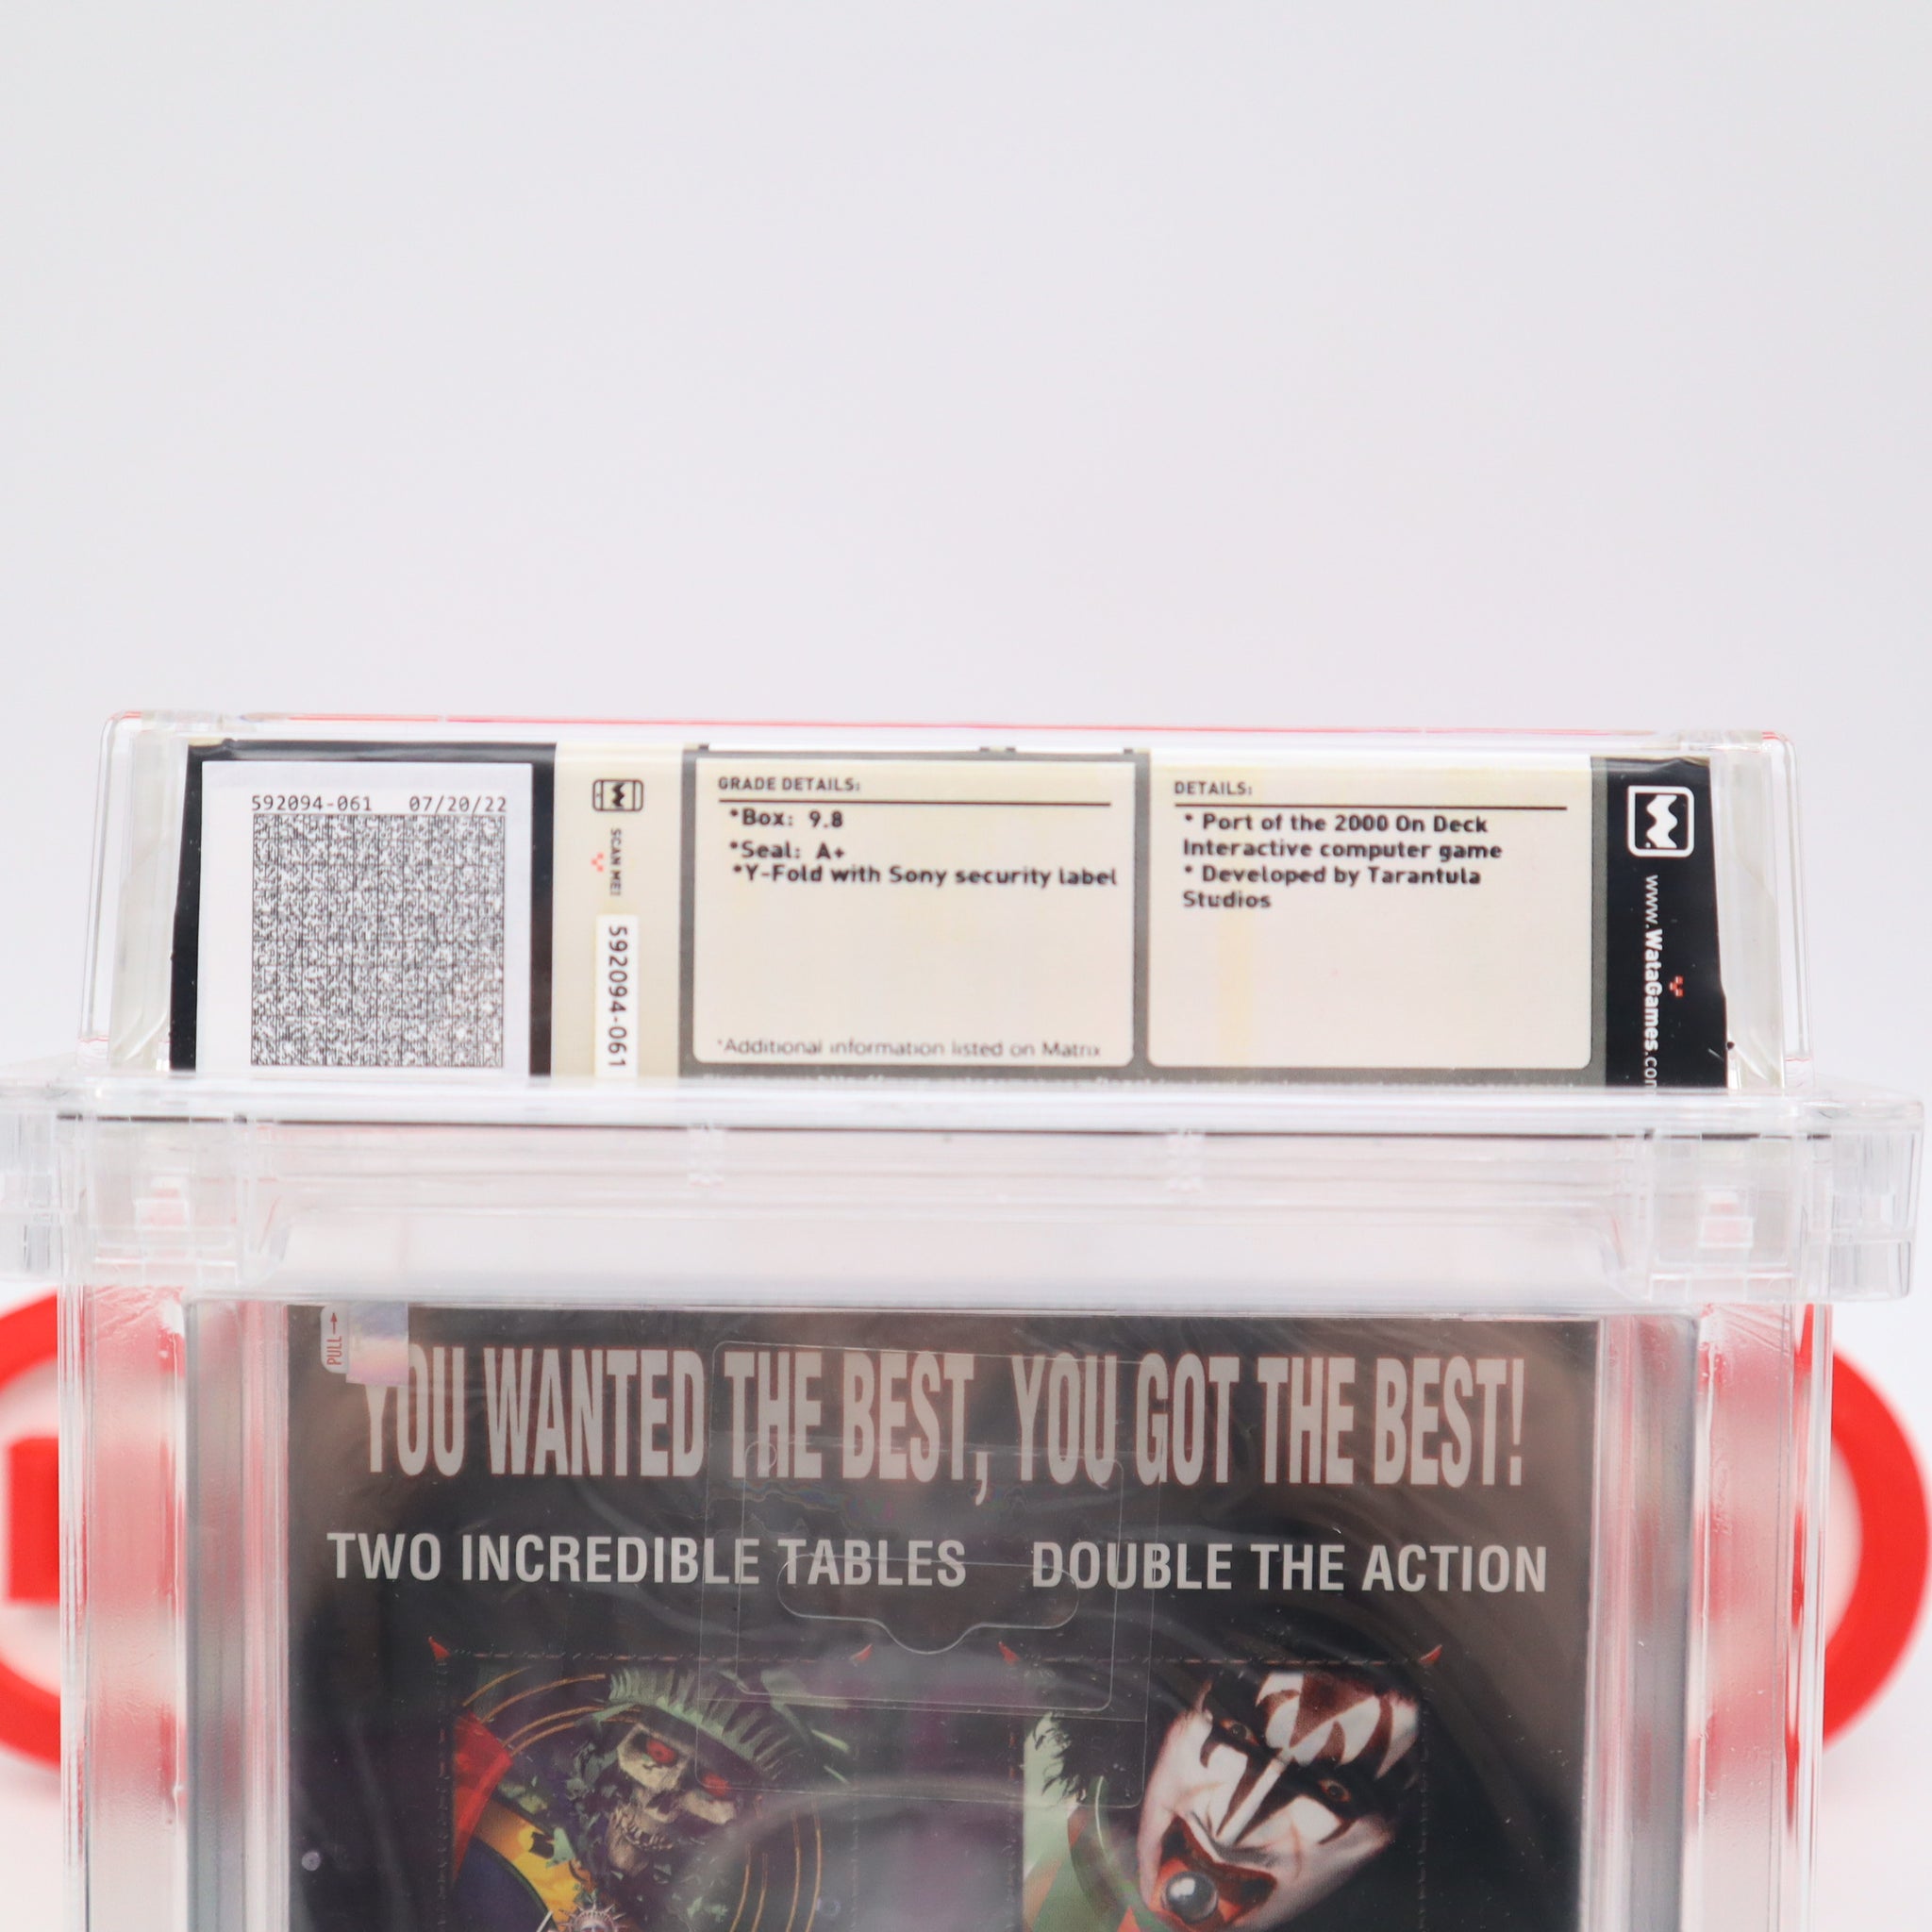 592094-061 07/20/22
SCAN ME!
592094-061
GRADE DETAILS:
*Box: 9.8
*Seal: A+
*Y-Fold with Sony security label
*Additional information listed on Matrix
DETAILS:
* Port of the 2000 On Deck
Interactive computer game
* Developed by Tarantula
Studios
www.WataGames.com
PULL→
YOU WANTED THE BEST, YOU GOT THE BEST!
TWO INCREDIBLE TABLES DOUBLE THE ACTION